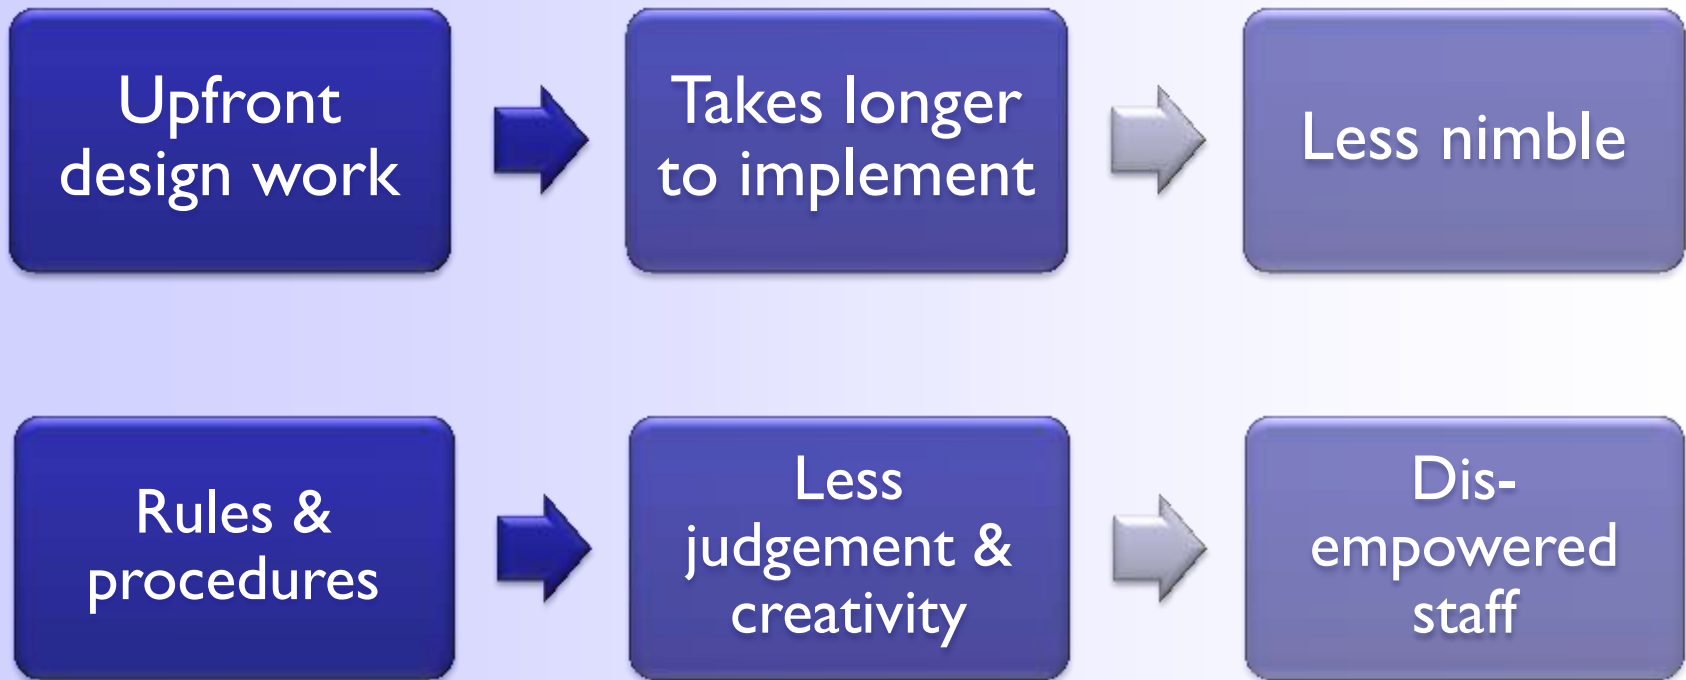 Upfront
design work
Takes longer
to implement
Less nimble
Rules &
procedures
Less
judgement &
creativity
Dis-
empowered
staff